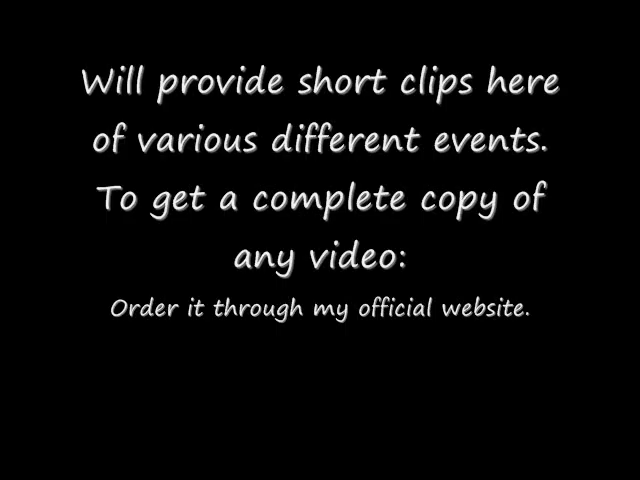 Will provide short clips here
of various different events.
To get a complete copy of
any video:
Order it through my official website.